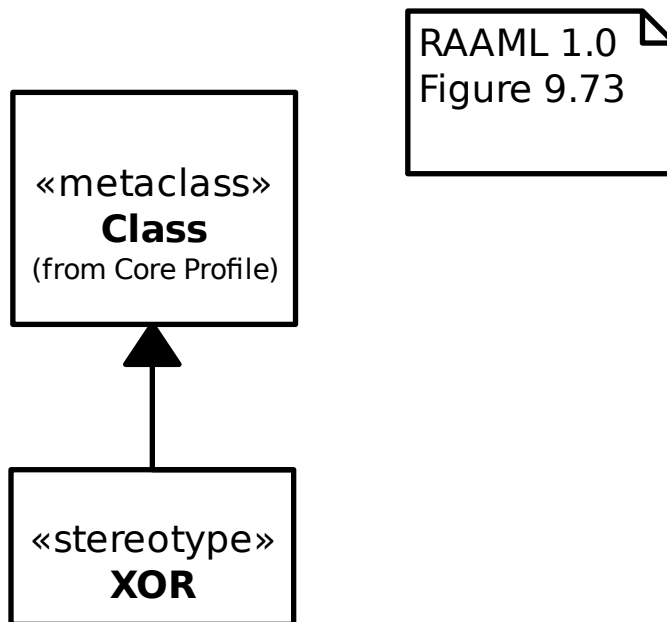 RAAML 1.0
Figure 9.73
«metaclass»
Class
(from Core Profile)
«stereotype»
XOR